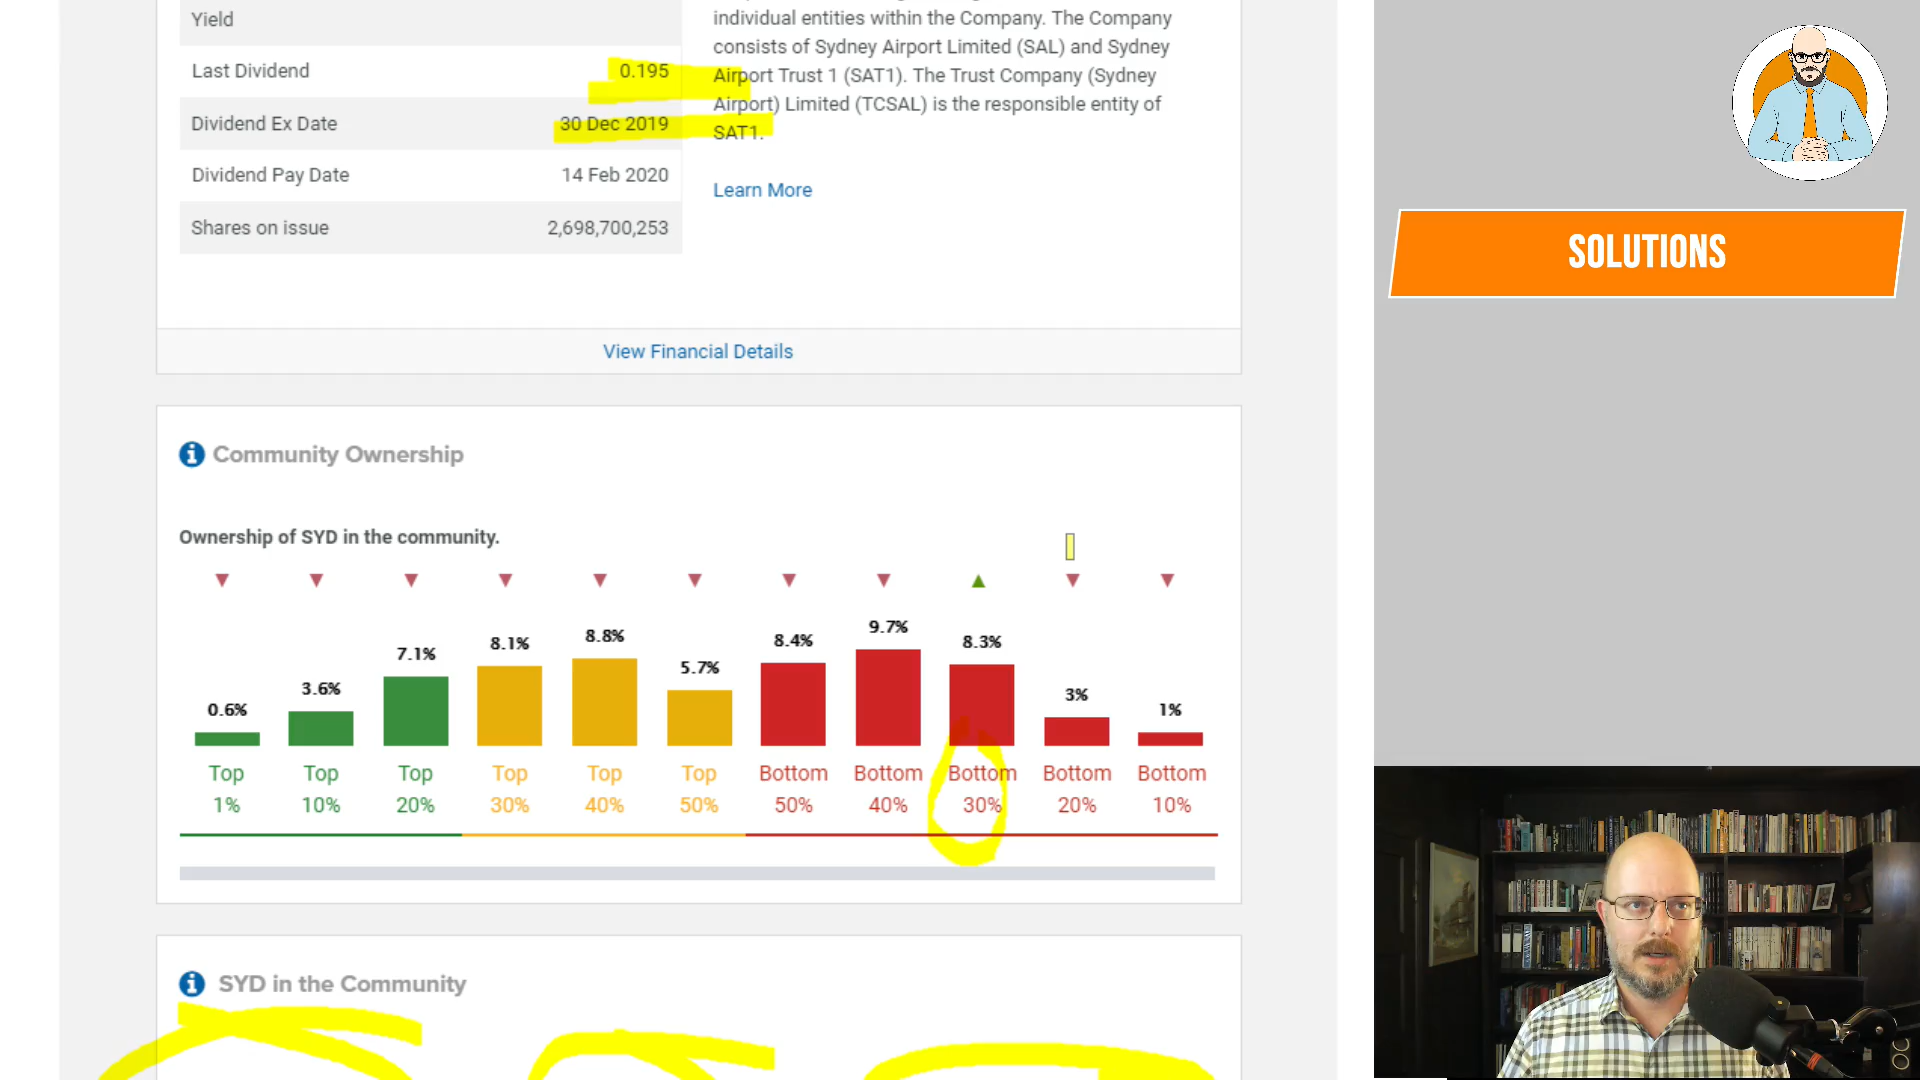 Yield
individual entities within the Company. The Company
consists of Sydney Airport Limited (SAL) and Sydney
Airport Trust 1 (SAT1). The Trust Company (Sydney
Airport) Limited (TCSAL) is the responsible entity of
SAT1.
Learn More
Last Dividend 0.195
Dividend Ex Date 30 Dec 2019
Dividend Pay Date 14 Feb 2020
Shares on issue 2,698,700,253
View Financial Details
SOLUTIONS
Community Ownership
Ownership of SYD in the community.
0.6% 3.6% 7.1% 8.1% 8.8% 5.7% 8.4% 9.7% 8.3% 3% 1%
Top Top Top Top Top Top Bottom Bottom Bottom Bottom Bottom
1% 10% 20% 30% 40% 50% 50% 40% 30% 20% 10%
SYD in the Community